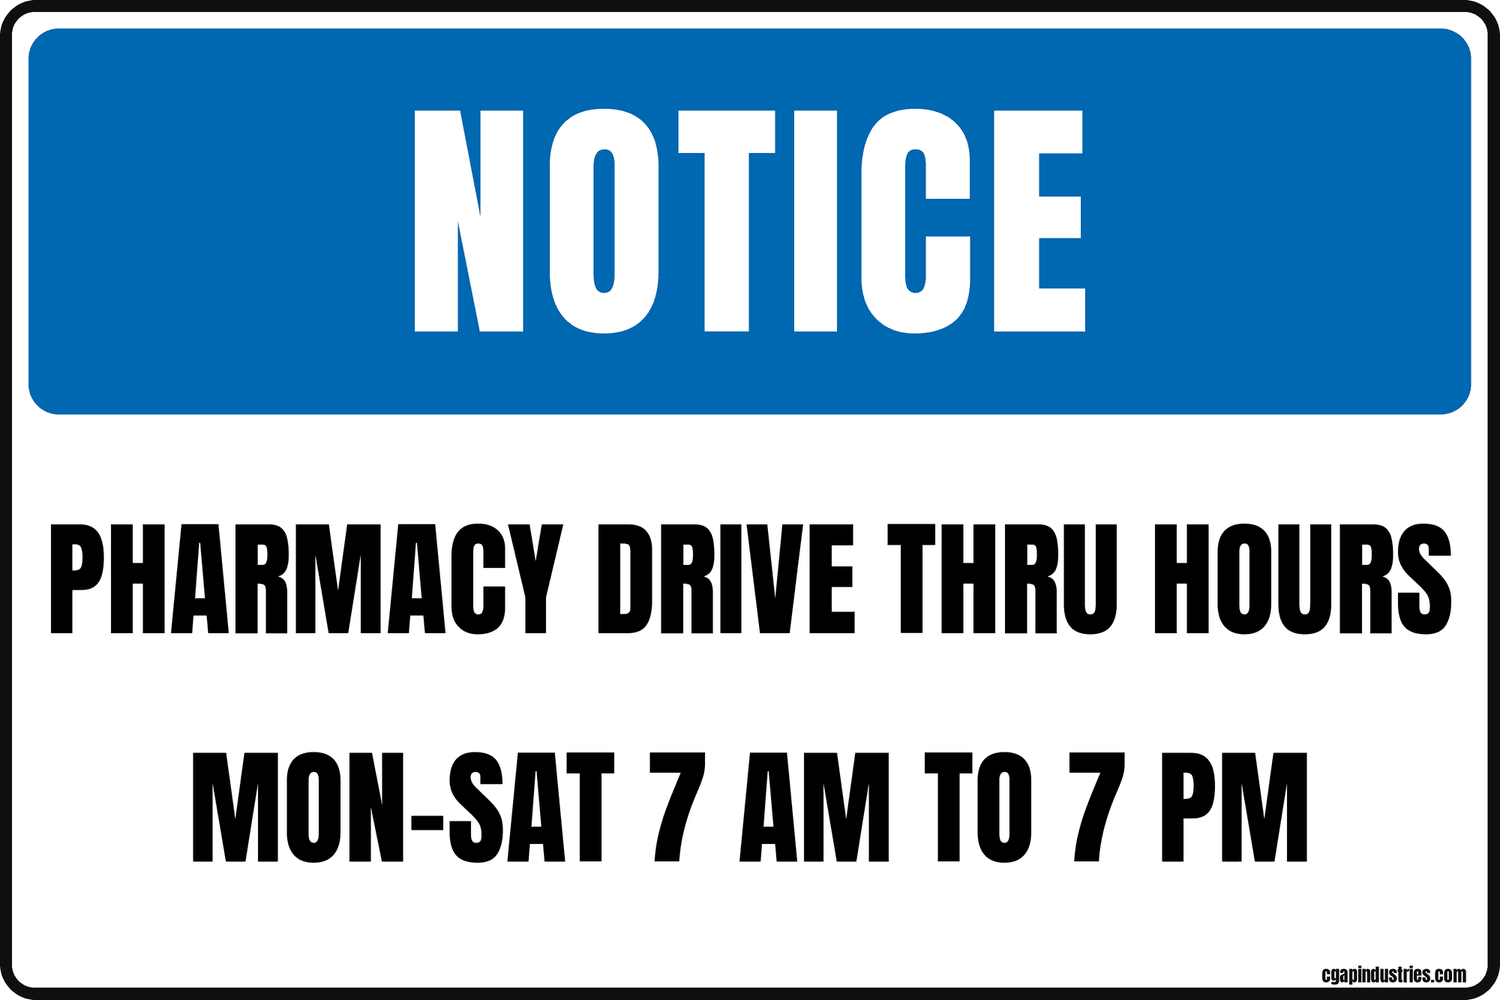 NOTICE
PHARMACY DRIVE THRU HOURS
MON-SAT 7 AM TO 7 PM
cgapindustries.com